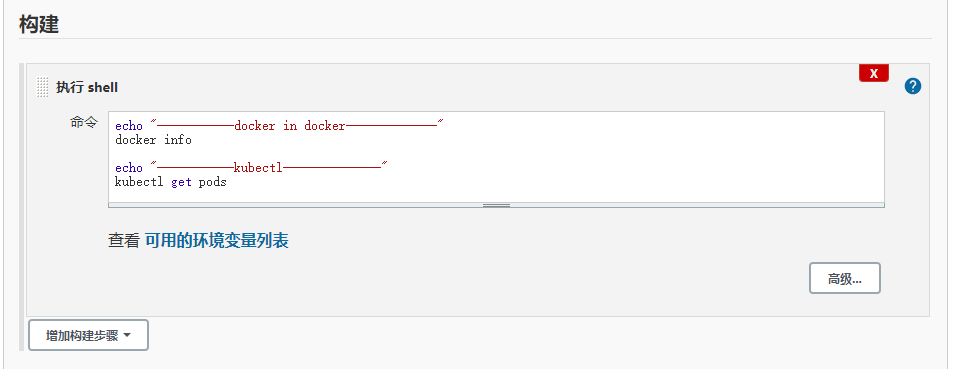 构建
执行 shell
X
?
命令
echo "———————————docker in docker—————————————"
docker info
echo "———————————kubectl——————————————"
kubectl get pods
查看 可用的环境变量列表
高级...
增加构建步骤